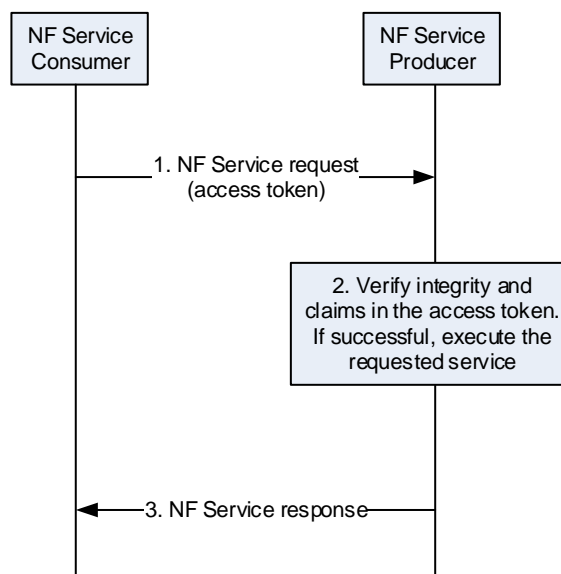 NF Service
Consumer
NF Service
Producer
1. NF Service request
(access token)
2. Verify integrity and
claims in the access token.
If successful, execute the
requested service
3. NF Service response